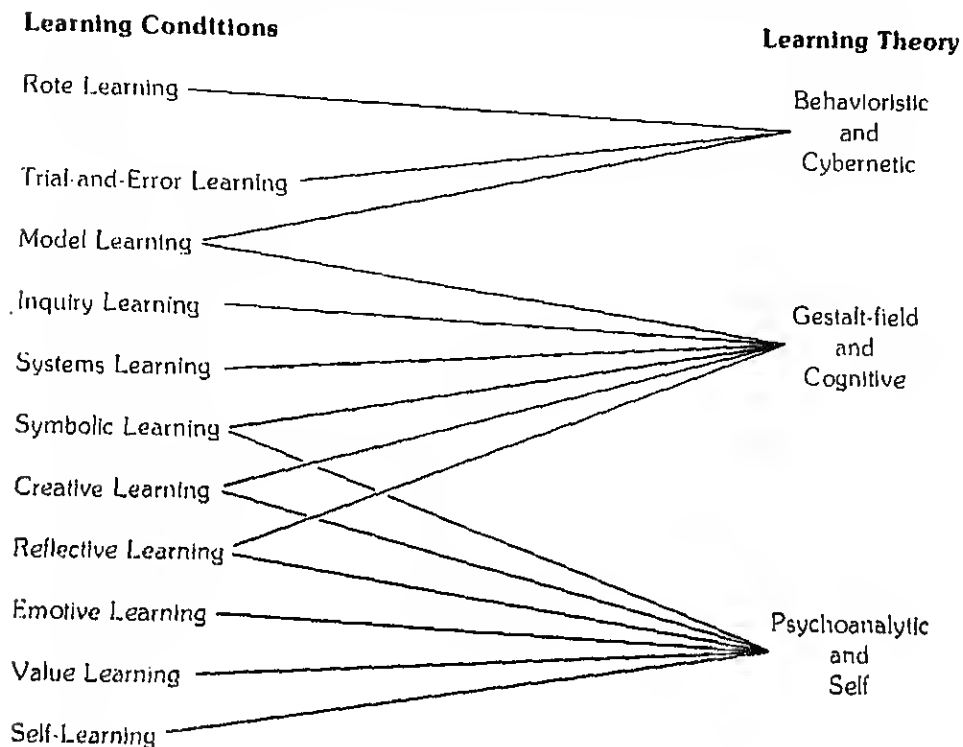 Learning Conditions
Learning Theory
Rote Learning
Behavioristic
and
Cybernetic
Trial-and-Error Learning
Model Learning
Inquiry Learning
Gestalt-field
and
Cognitive
Systems Learning
Symbolic Learning
Creative Learning
Reflective Learning
Emotive Learning
Psychoanalytic
and
Self
Value Learning
Self-Learning